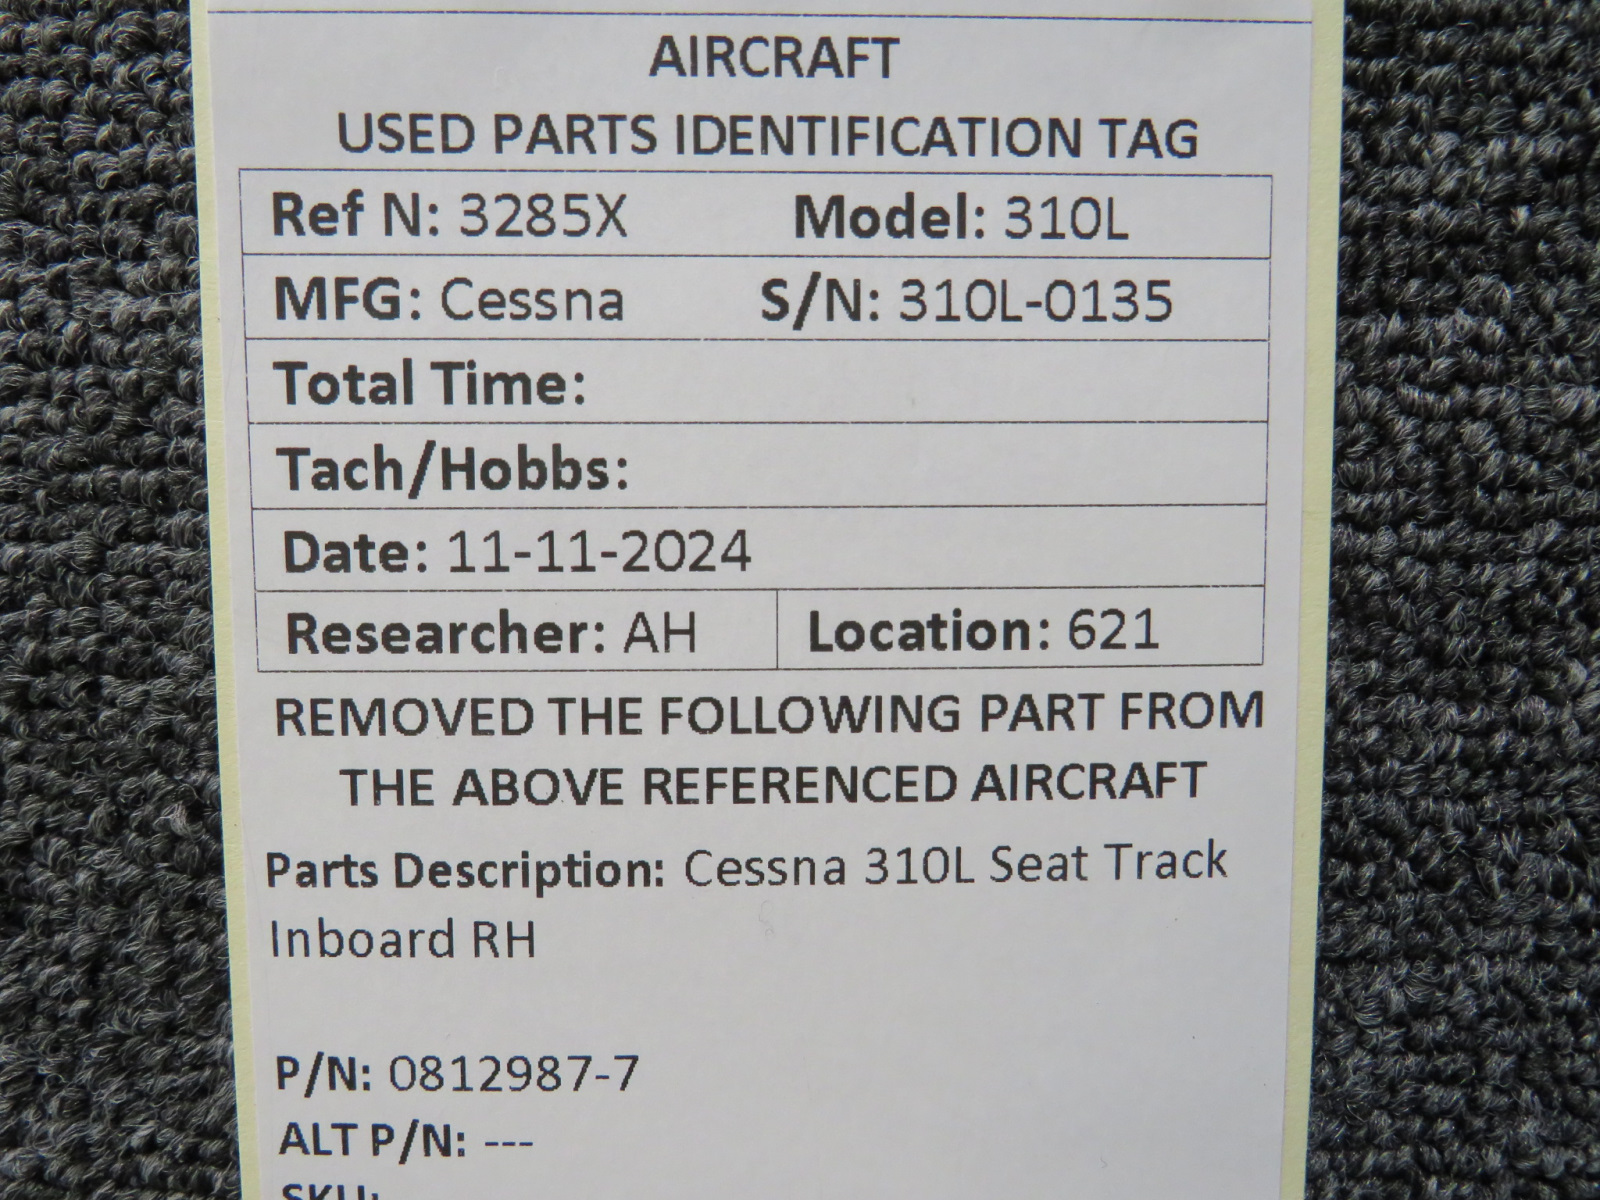 AIRCRAFT
USED PARTS IDENTIFICATION TAG
Ref N: 3285X Model: 310L
MFG: Cessna S/N: 310L-0135
Total Time:
Tach/Hobbs:
Date: 11-11-2024
Researcher: AH Location: 621
REMOVED THE FOLLOWING PART FROM
THE ABOVE REFERENCED AIRCRAFT
Parts Description: Cessna 310L Seat Track
Inboard RH
P/N: 0812987-7
ALT P/N: ---
SKU: